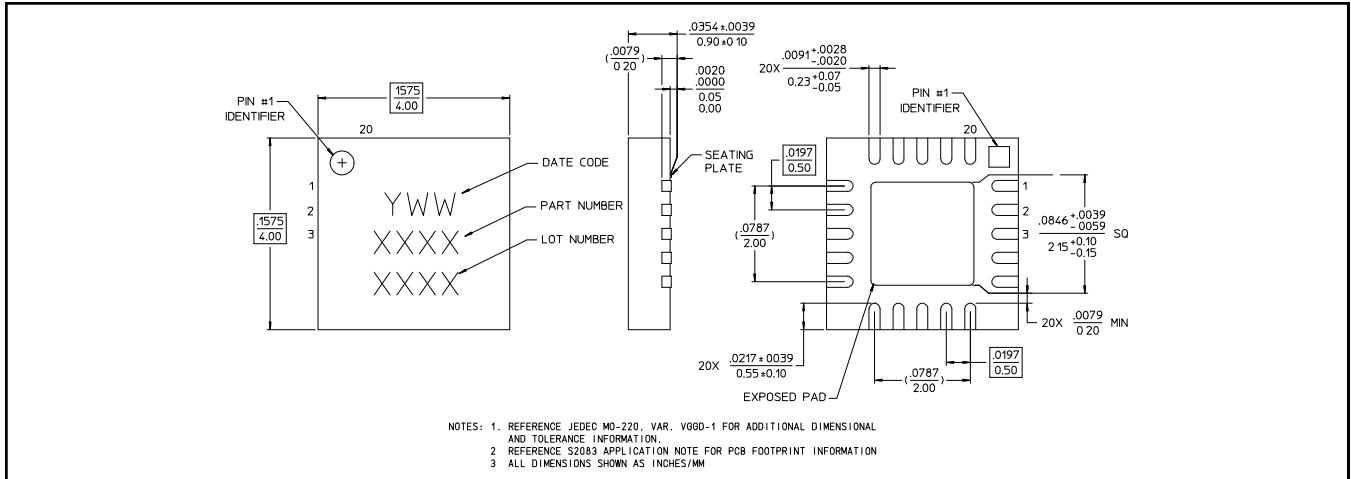 PIN #1
IDENTIFIER
.1575
4.00
20
1
2
3
.1575
4.00
YWW
XXXX
XXXX
DATE CODE
PART NUMBER
LOT NUMBER
.0354±.0039
0.90±0 10
(.0079
0 20)
.0020
.0000
0.05
0.00
SEATING
PLATE
20X .0091 +.0028
-.0020
0.23 +0.07
-0.05
PIN #1
IDENTIFIER
20
.0197
0.50
(.0787
2.00)
1
2
3
.0846 +.0039
-.0059 SQ
2 15 +0.10
-0.15
20X .0079 MIN
0 20
20X .0217±0039
0.55±0.10
(.0787
2.00)
.0197
0.50
EXPOSED PAD
NOTES: 1. REFERENCE JEDEC MO-220, VAR. VGGD-1 FOR ADDITIONAL DIMENSIONAL
AND TOLERANCE INFORMATION.
2 REFERENCE S2083 APPLICATION NOTE FOR PCB FOOTPRINT INFORMATION
3 ALL DIMENSIONS SHOWN AS INCHES/MM